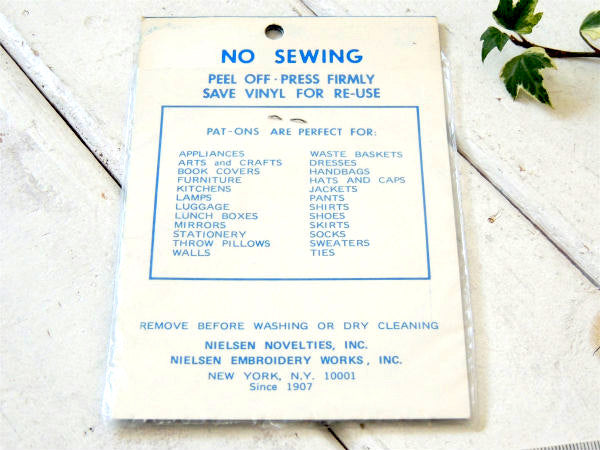 NO SEWING
PEEL OFF · PRESS FIRMLY
SAVE VINYL FOR RE-USE
PAT-ONS ARE PERFECT FOR:
APPLIANCES
ARTS and CRAFTS
BOOK COVERS
FURNITURE
KITCHENS
LAMPS
LUGGAGE
LUNCH BOXES
MIRRORS
STATIONERY
THROW PILLOWS
WALLS
WASTE BASKETS
DRESSES
HANDBAGS
HATS AND CAPS
JACKETS
PANTS
SHIRTS
SHOES
SKIRTS
SOCKS
SWEATERS
TIES
REMOVE BEFORE WASHING OR DRY CLEANING
NIELSEN NOVELTIES, INC.
NIELSEN EMBROIDERY WORKS, INC.
NEW YORK, N.Y. 10001
Since 1907